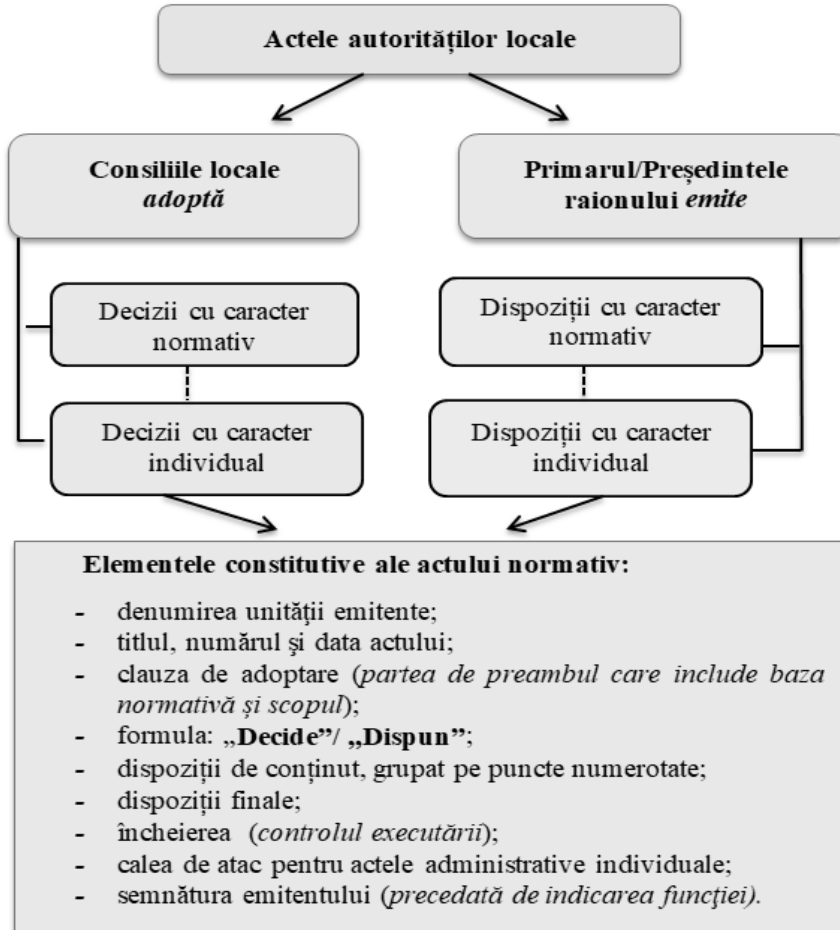 Actele autorităților locale
Consiliile locale
adoptă
Primarul/Președintele
raionului emite
Decizii cu caracter
normativ
Dispoziții cu caracter
normativ
Decizii cu caracter
individual
Dispoziții cu caracter
individual
Elementele constitutive ale actului normativ:
- denumirea unităţii emitente;
- titlul, numărul şi data actului;
- clauza de adoptare (partea de preambul care include baza
normativă și scopul);
- formula: „Decide”/ „Dispun”;
- dispoziții de conținut, grupat pe puncte numerotate;
- dispoziții finale;
- încheierea (controlul executării);
- calea de atac pentru actele administrative individuale;
- semnătura emitentului (precedată de indicarea funcţiei).